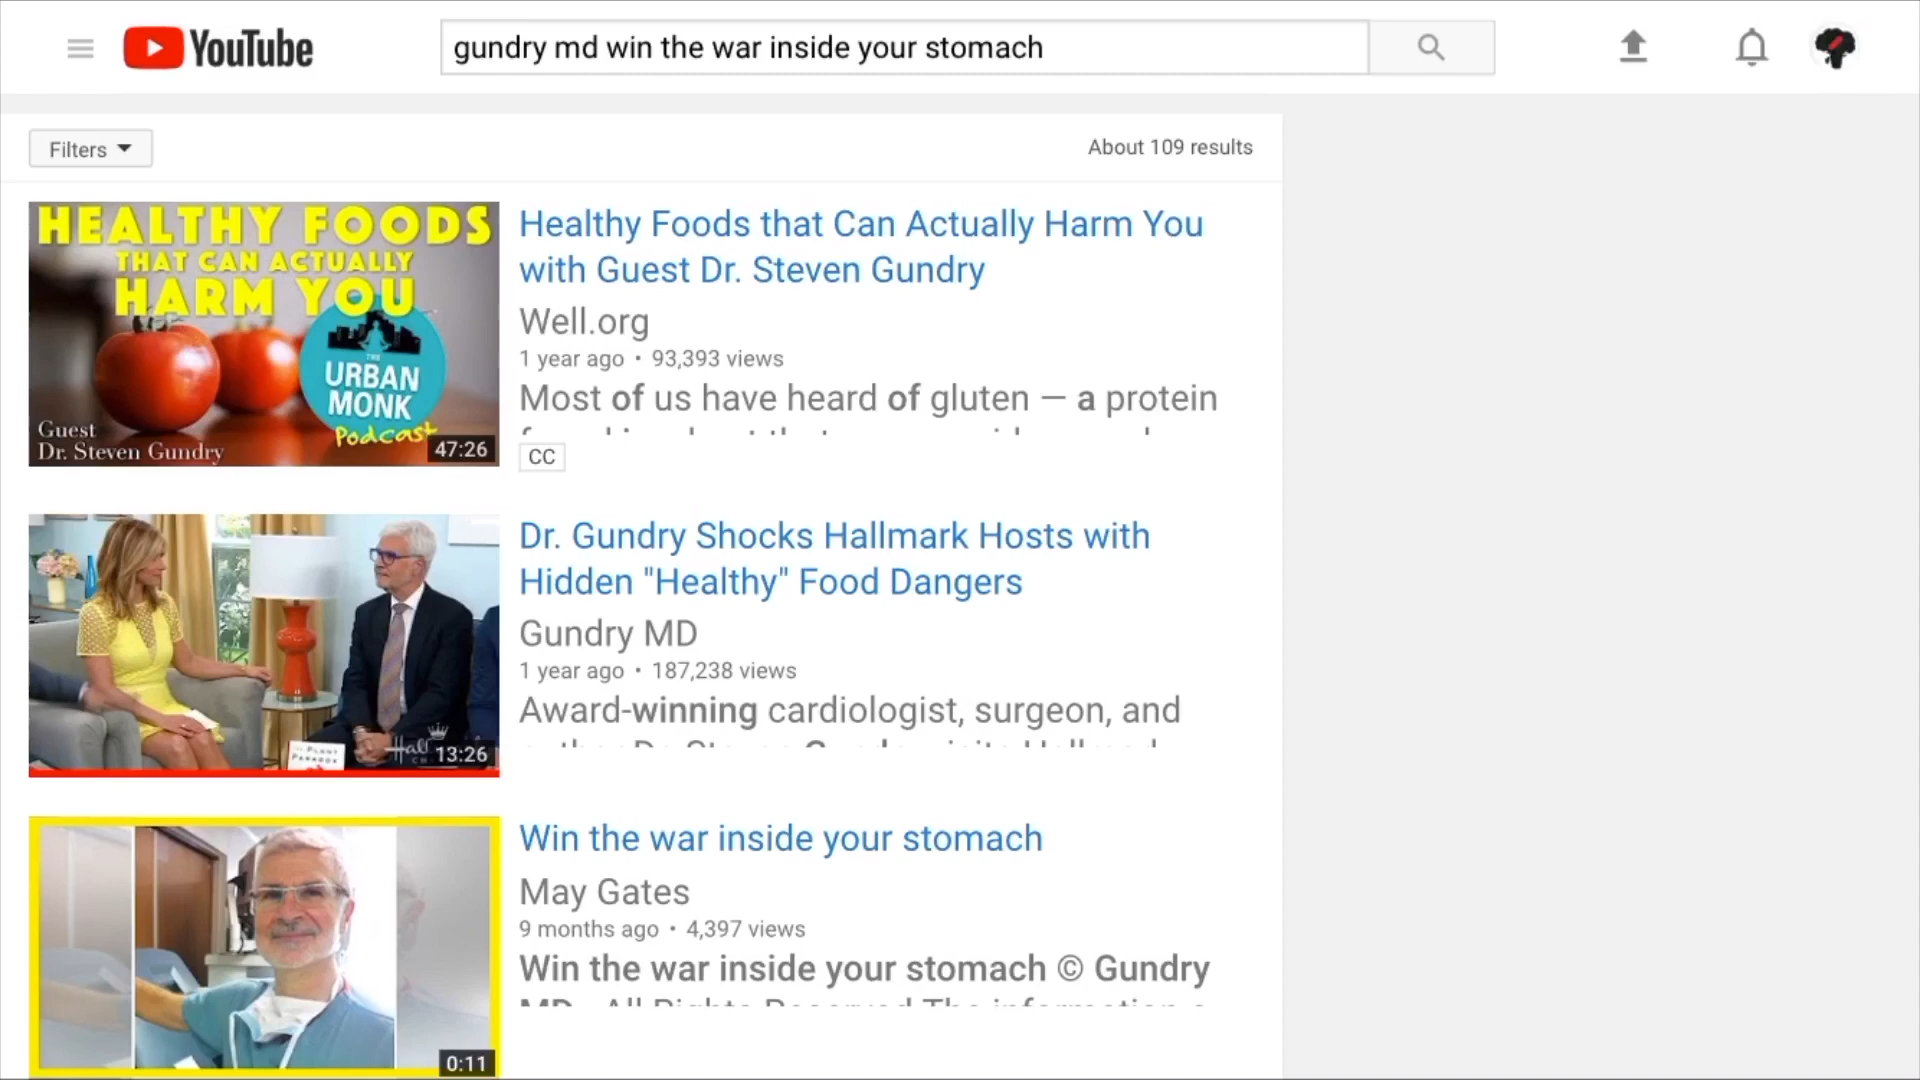 YouTube
gundry md win the war inside your stomach
Filters
About 109 results
HEALTHY FOODS
THAT CAN ACTUALLY
HARM YOU
THE
URBAN
MONK
Podcast
Guest
Dr. Steven Gundry
47:26
Healthy Foods that Can Actually Harm You
with Guest Dr. Steven Gundry
Well.org
1 year ago • 93,393 views
Most of us have heard of gluten — a protein
CC
PLANT
PARADOX
13:26
Dr. Gundry Shocks Hallmark Hosts with
Hidden "Healthy" Food Dangers
Gundry MD
1 year ago • 187,238 views
Award-winning cardiologist, surgeon, and
0:11
Win the war inside your stomach
May Gates
9 months ago • 4,397 views
Win the war inside your stomach © Gundry